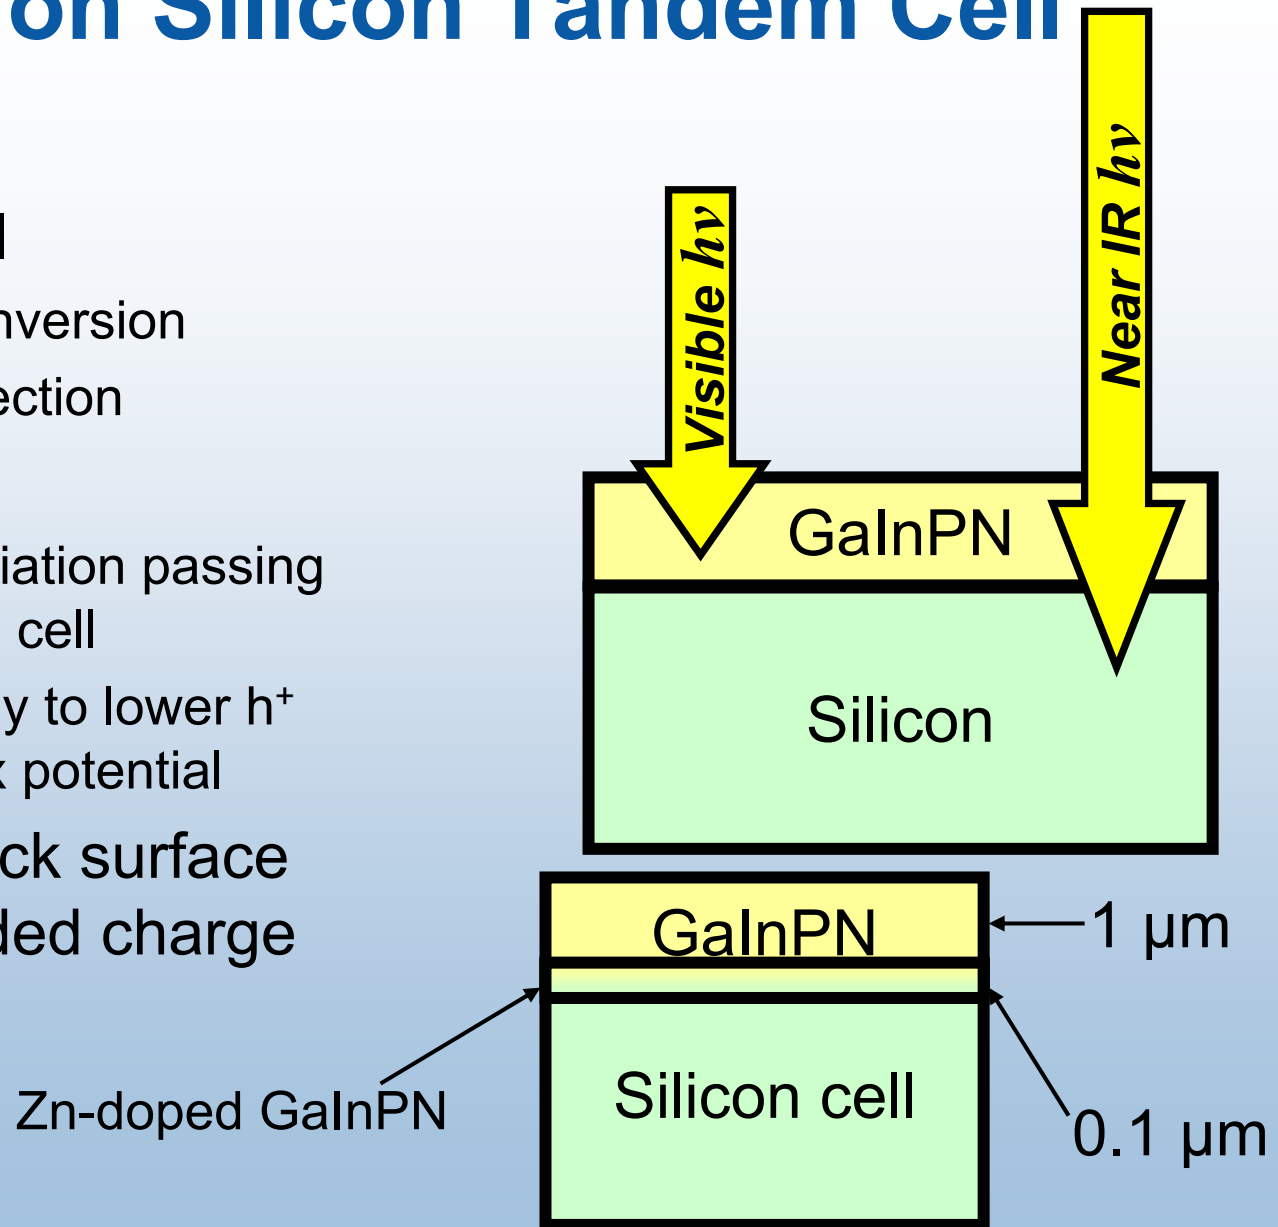 on Silicon Tandem Cell
nversion
ection
iation passing
cell
y to lower h⁺
x potential
ck surface
ded charge
Visible hν
Near IR hν
GaInPN
Silicon
GaInPN
1 µm
Zn-doped GaInPN
Silicon cell
0.1 µm